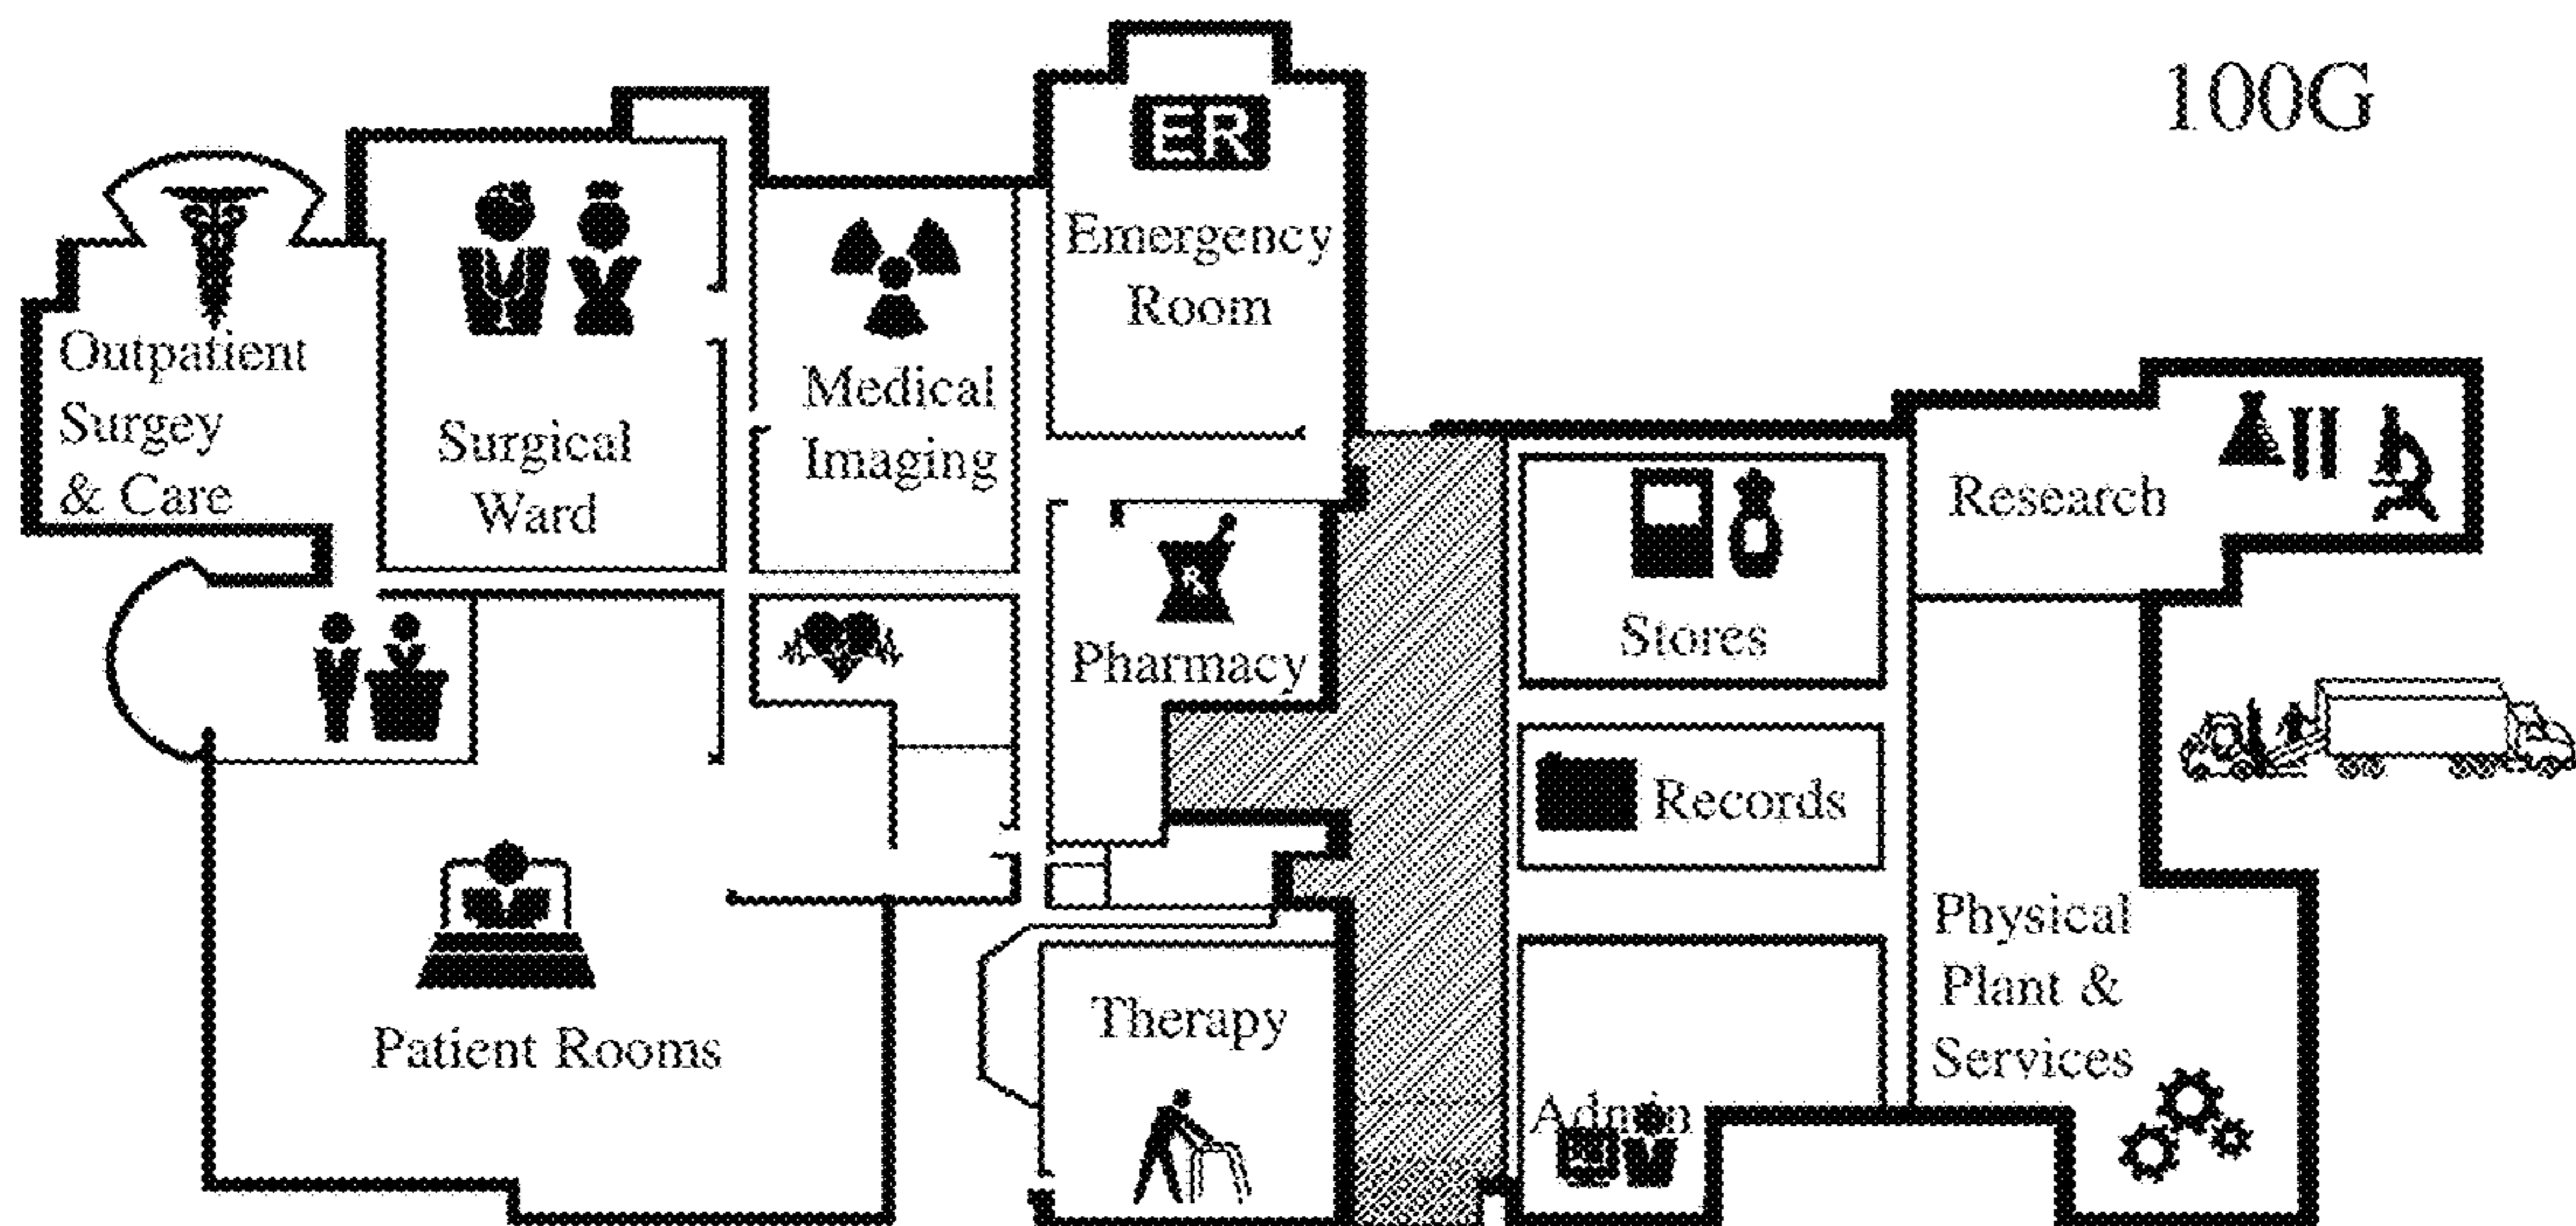 100G
ER
Emergency
Room
Outpatient
Surgey
& Care
Surgical
Ward
Medical
Imaging
R
Pharmacy
Stores
Research
Records
Patient Rooms
Therapy
Admin
Physical
Plant &
Services